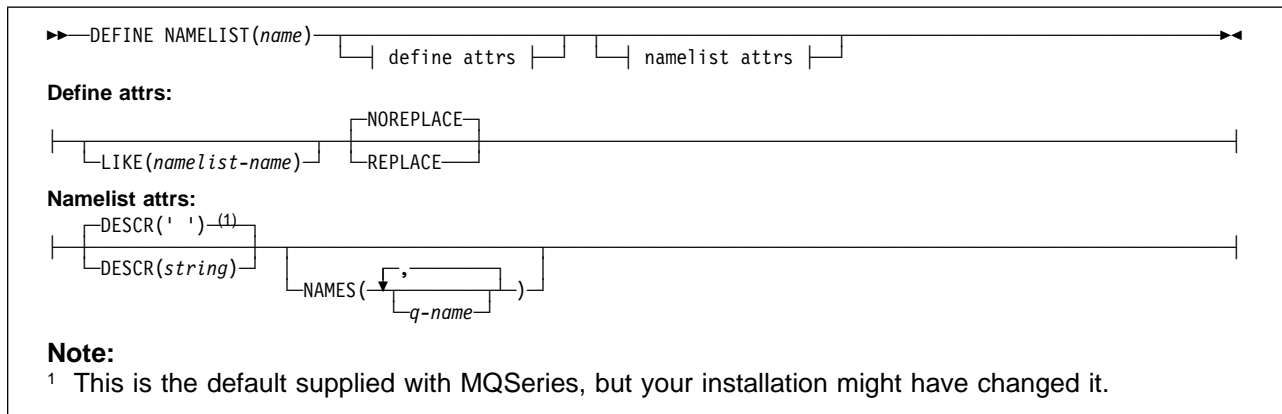 DEFINE NAMELIST(name)
define attrs
namelist attrs
Define attrs:
NOREPLACE
LIKE(namelist-name)
REPLACE
Namelist attrs:
DESCR(' ') (1)
DESCR(string)
,
NAMES( )
q-name
Note:
1 This is the default supplied with MQSeries, but your installation might have changed it.